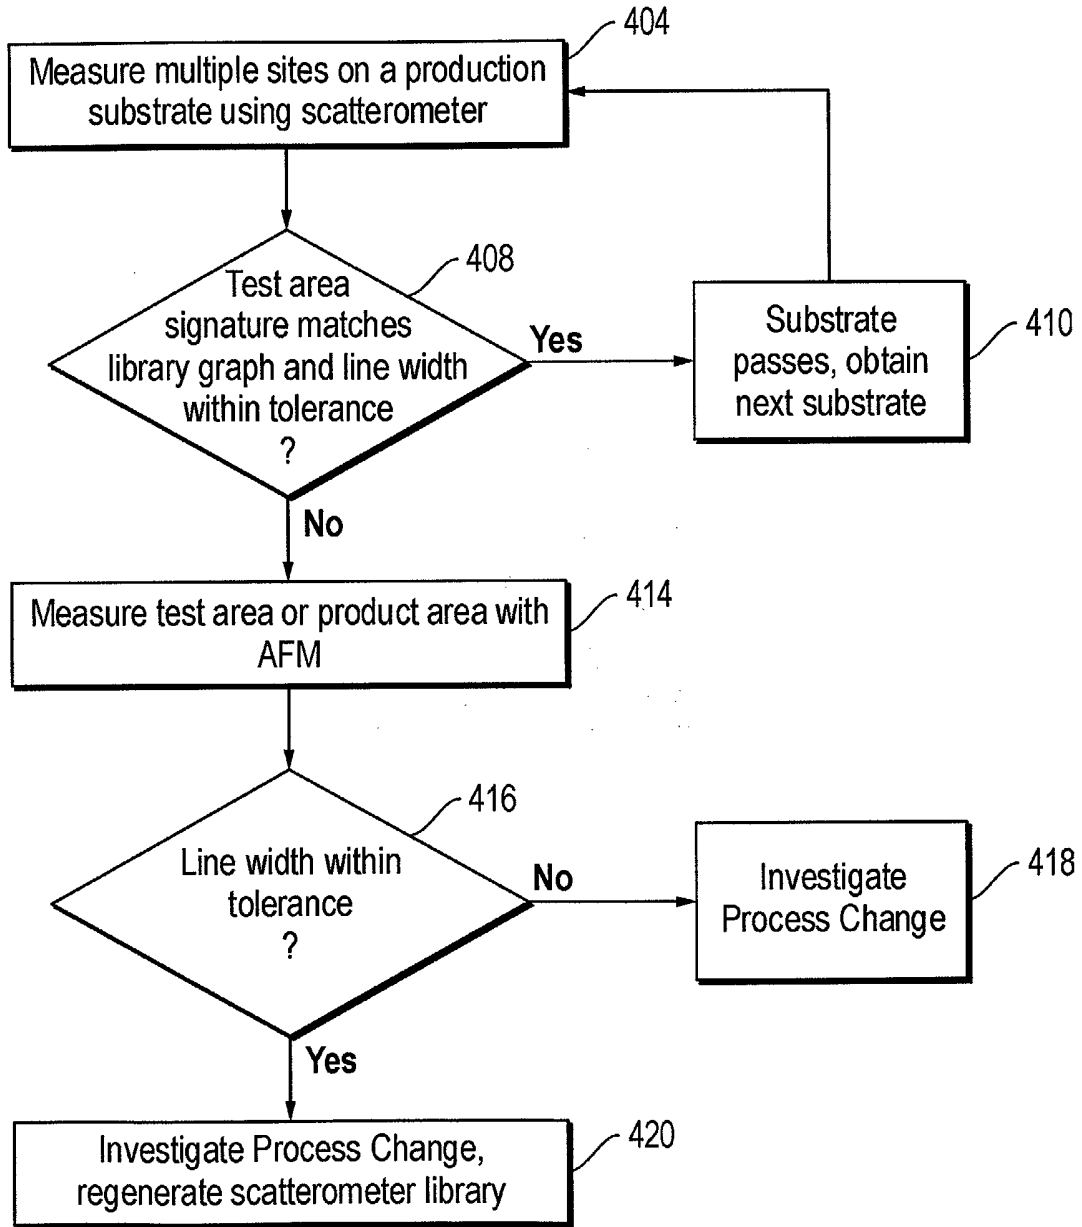 404
Measure multiple sites on a production
substrate using scatterometer
408
Test area
signature matches
library graph and line width
within tolerance
?
Yes
Substrate
passes, obtain
next substrate
410
No
Measure test area or product area with
AFM
414
416
Line width within
tolerance
?
No
Investigate
Process Change
418
Yes
Investigate Process Change,
regenerate scatterometer library
420